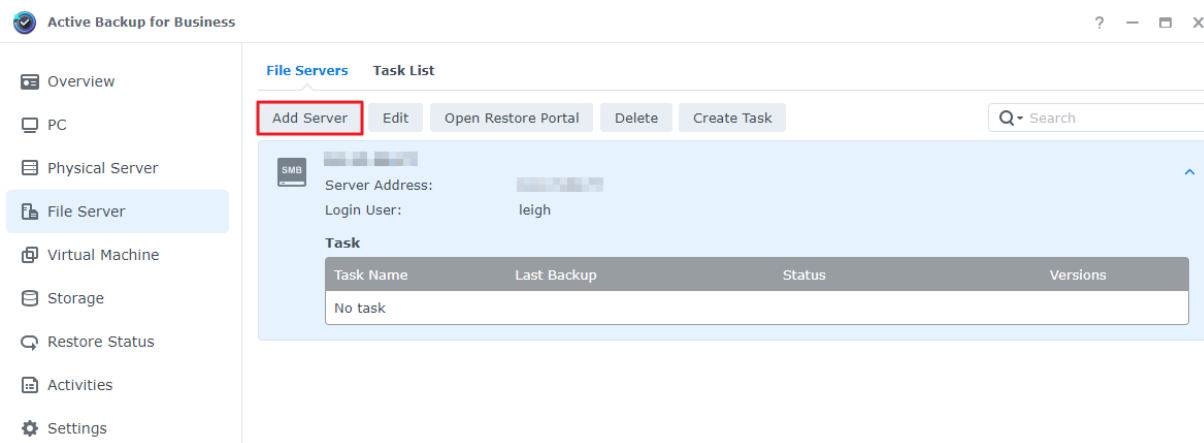 Active Backup for Business
?
Overview
PC
Physical Server
File Server
Virtual Machine
Storage
Restore Status
Activities
Settings
File Servers Task List
Add Server Edit Open Restore Portal Delete Create Task Search
SMB
Server Address:
Login User: leigh
Task
Task Name Last Backup Status Versions
No task